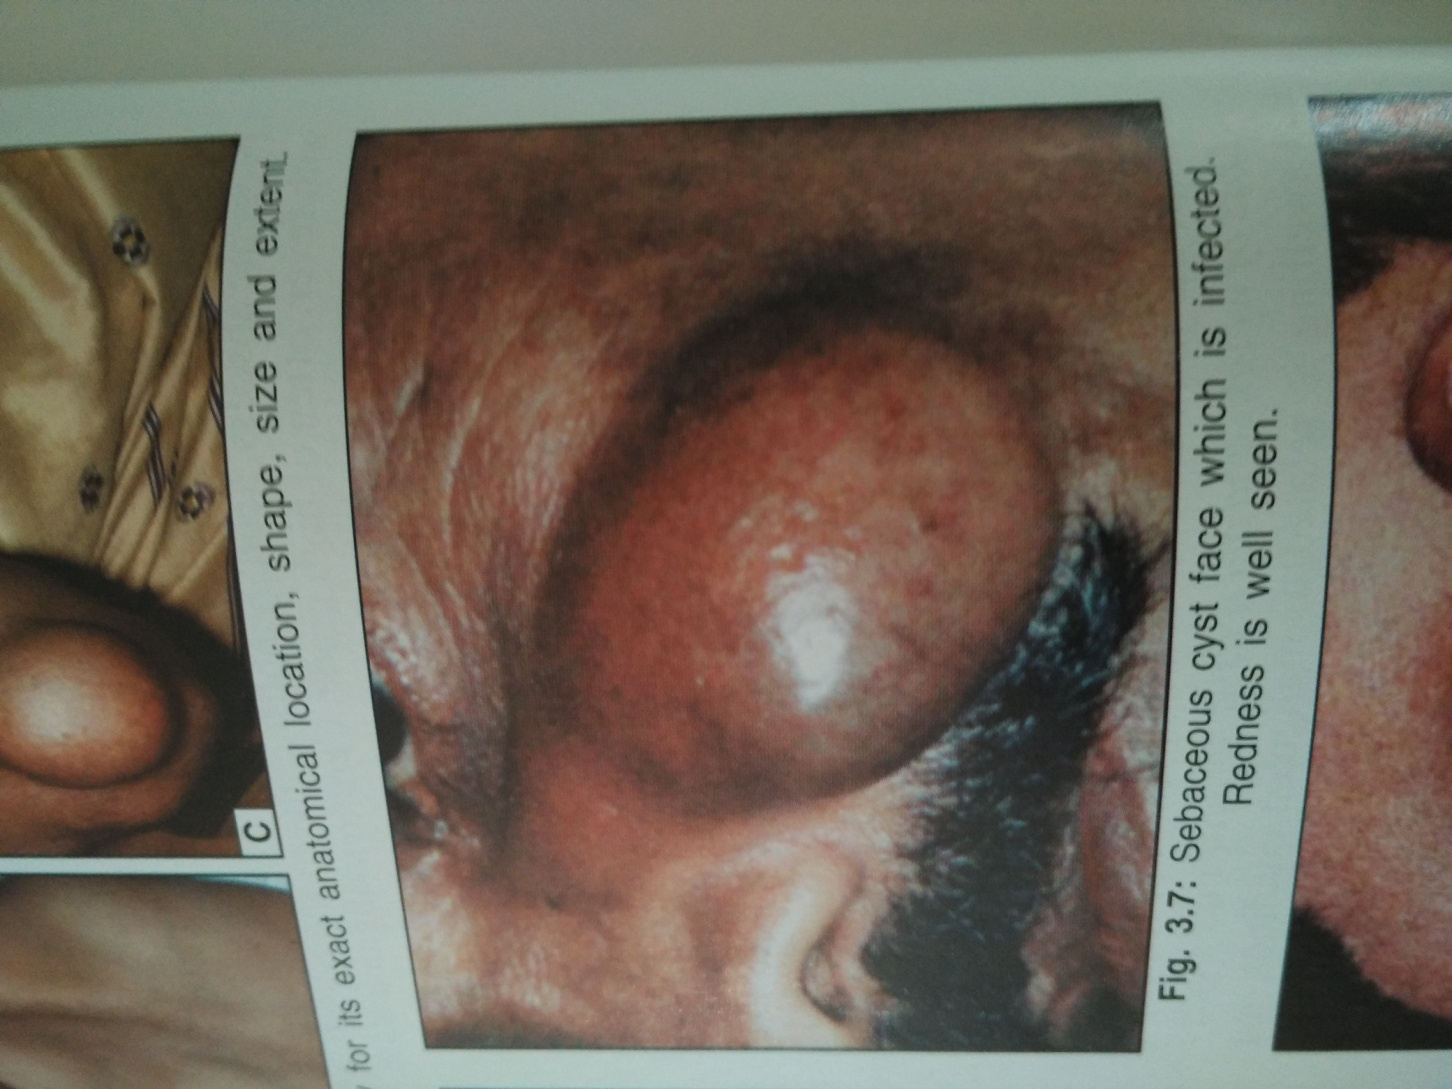 for its exact anatomical location, shape, size and extent.
C
Fig. 3.7: Sebaceous cyst face which is infected.
Redness is well seen.